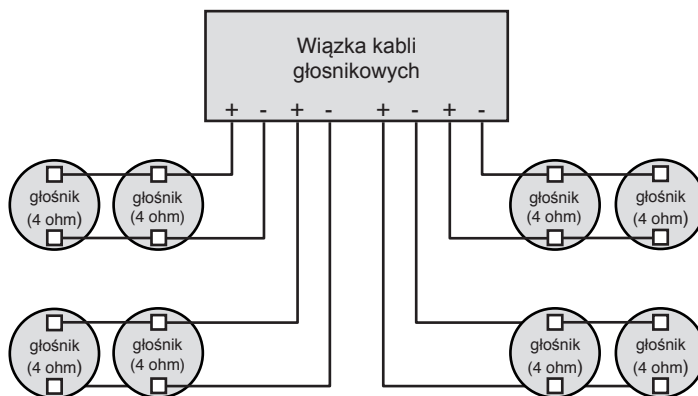 Wiązka kabli
głosnikowych
+ - + - + - + -
głośnik
(4 ohm)
głośnik
(4 ohm)
głośnik
(4 ohm)
głośnik
(4 ohm)
głośnik
(4 ohm)
głośnik
(4 ohm)
głośnik
(4 ohm)
głośnik
(4 ohm)